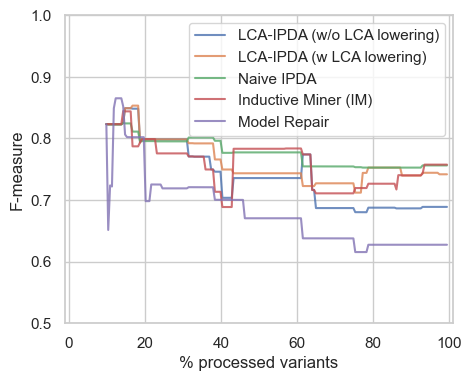 1.0
0.9
0.8
0.7
0.6
0.5
F-measure
LCA-IPDA (w/o LCA lowering)
LCA-IPDA (w LCA lowering)
Naive IPDA
Inductive Miner (IM)
Model Repair
0 20 40 60 80 100
% processed variants